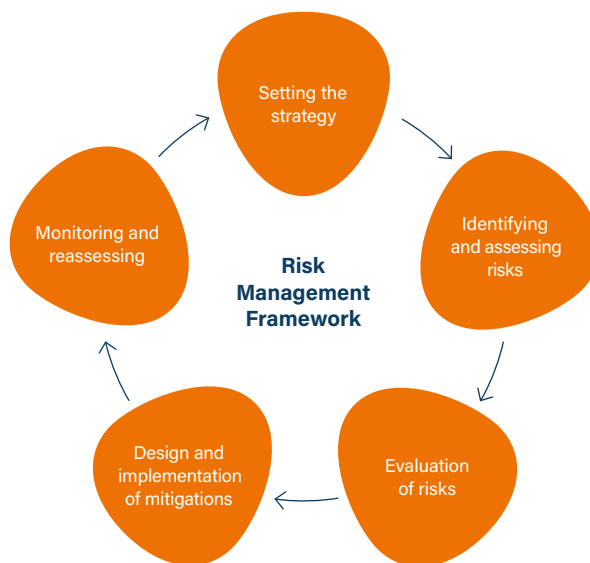 Setting the
strategy
Identifying
and assessing
risks
Evaluation
of risks
Design and
implementation
of mitigations
Monitoring and
reassessing
Risk
Management
Framework